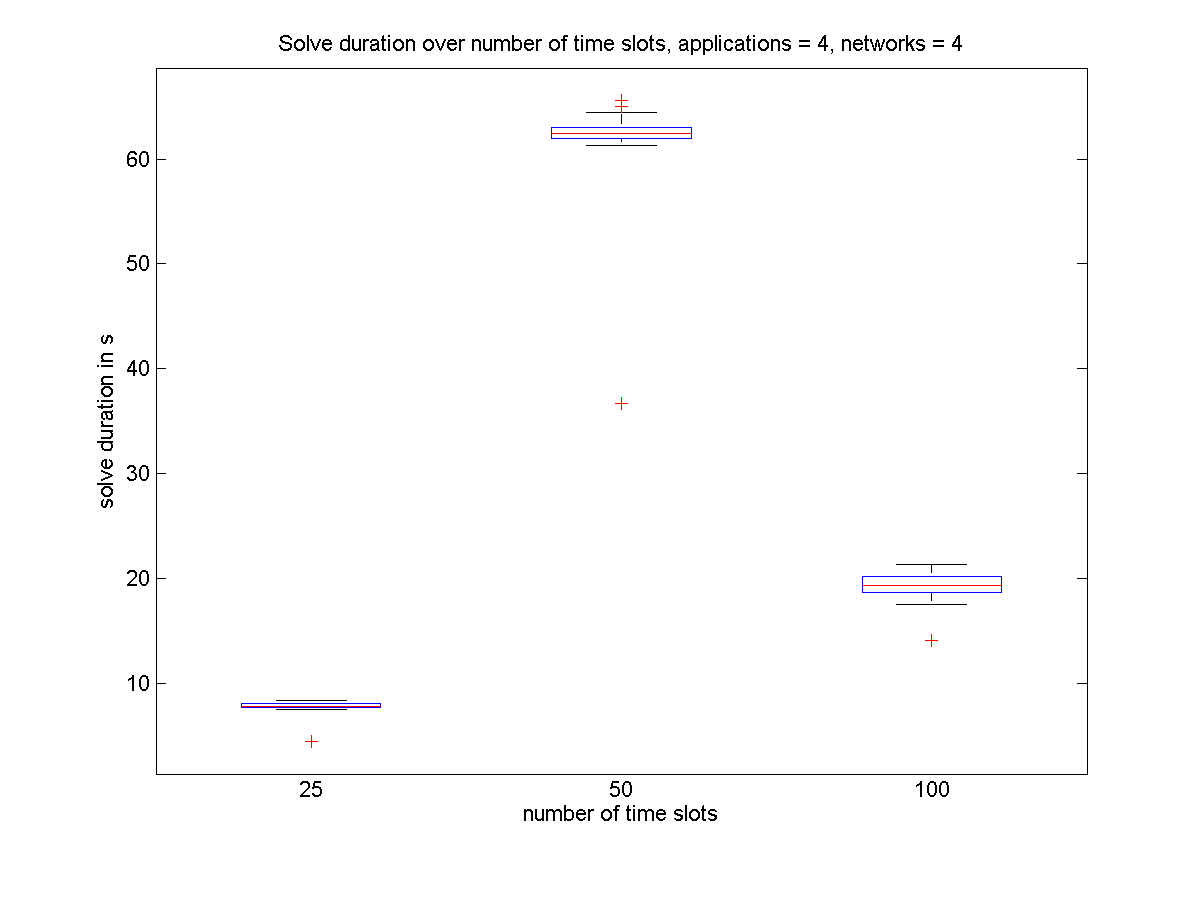 Solve duration over number of time slots, applications = 4, networks = 4
60
50
40
30
20
10
solve duration in s
25 50 100
number of time slots